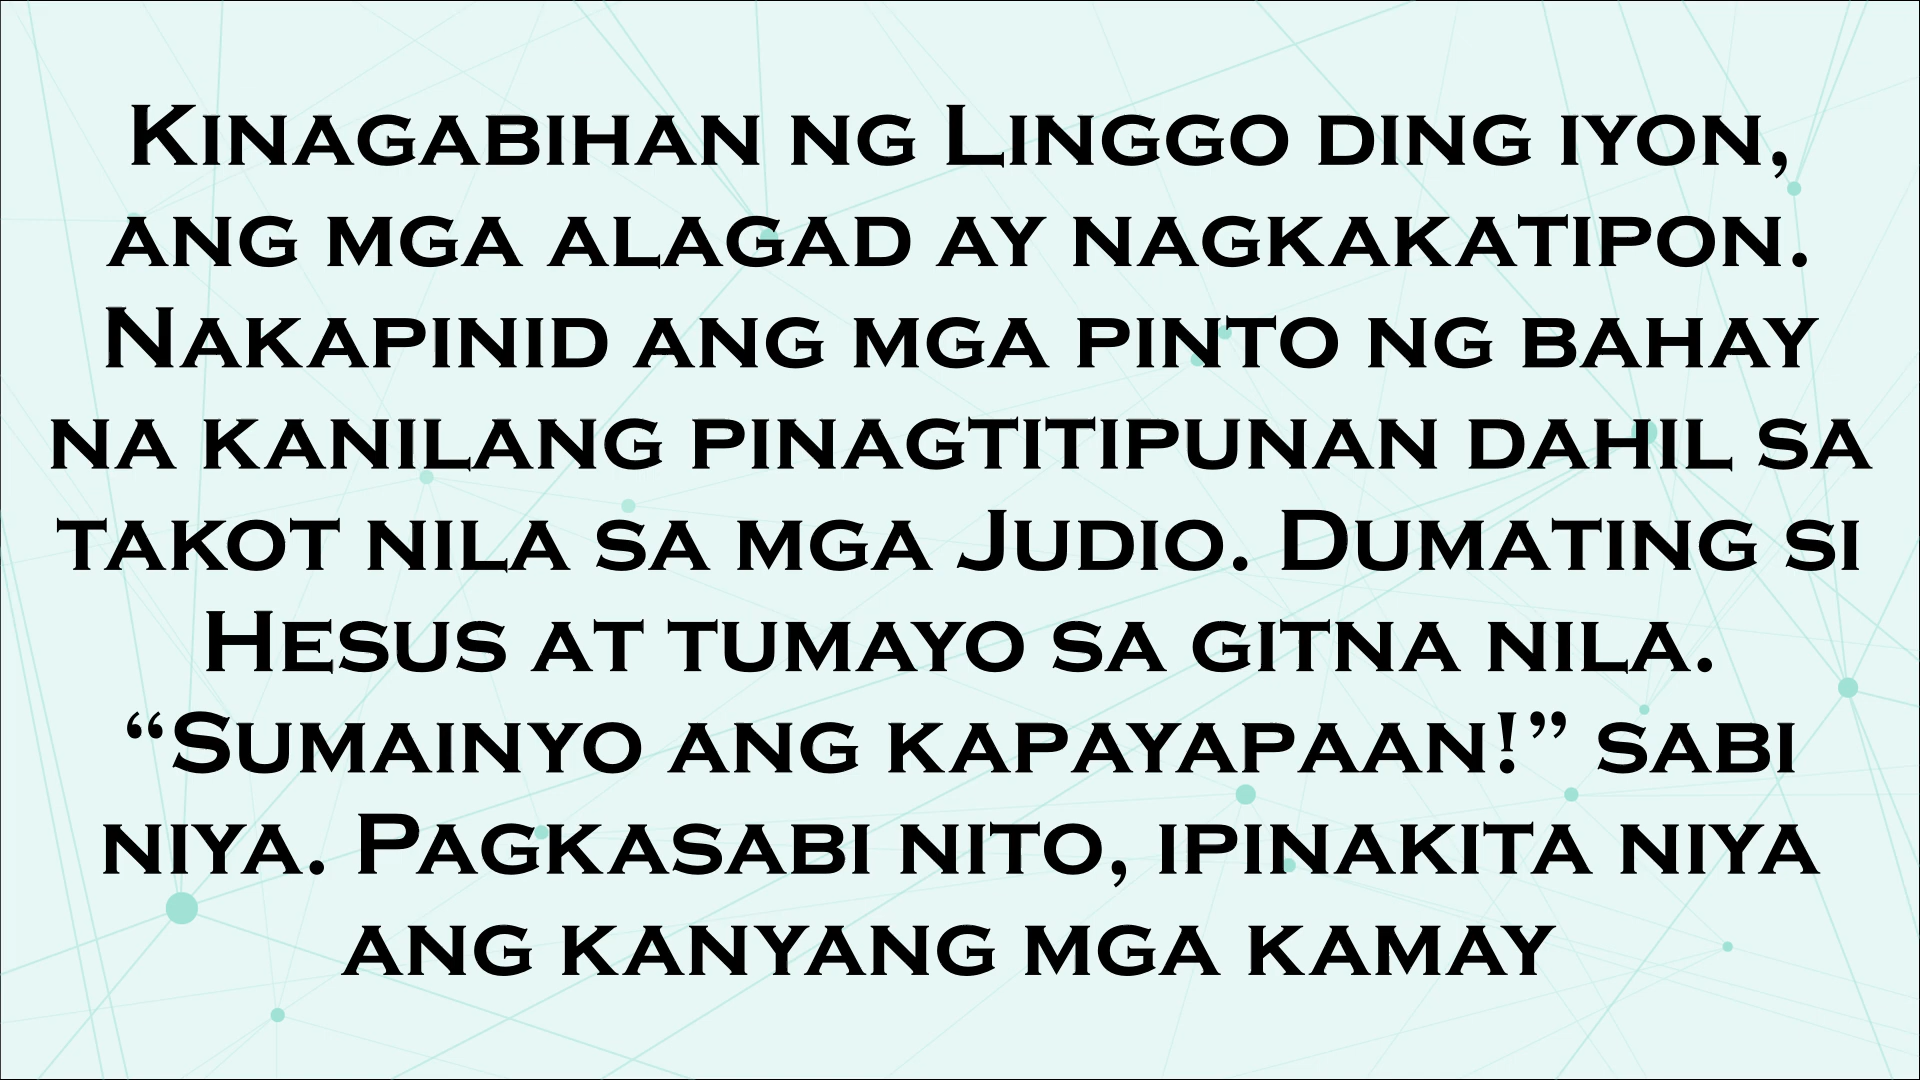 Kinagabihan ng Linggo ding iyon,
ang mga alagad ay nagkakatipon.
Nakapinid ang mga pinto ng bahay
na kanilang pinagtitipunan dahil sa
takot nila sa mga Judio. Dumating si
Hesus at tumayo sa gitna nila.
“Sumainyo ang kapayapaan!” sabi
niya. Pagkasabi nito, ipinakita niya
ang kanyang mga kamay